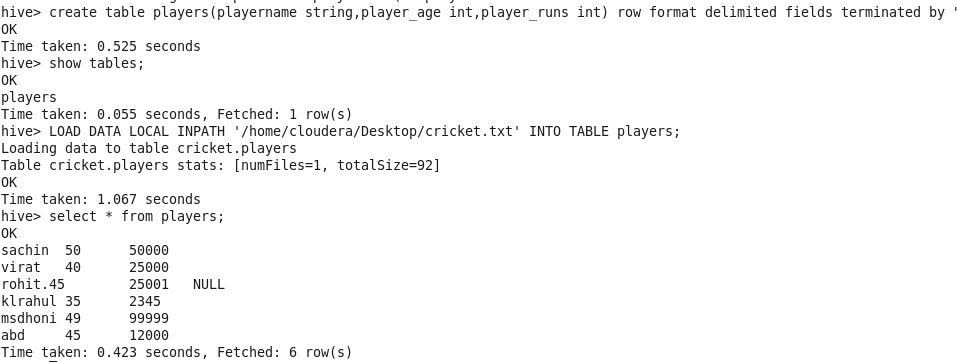 hive> create table players(playername string,player_age int,player_runs int) row format delimited fields terminated by '
OK
Time taken: 0.525 seconds
hive> show tables;
OK
players
Time taken: 0.055 seconds, Fetched: 1 row(s)
hive> LOAD DATA LOCAL INPATH '/home/cloudera/Desktop/cricket.txt' INTO TABLE players;
Loading data to table cricket.players
Table cricket.players stats: [numFiles=1, totalSize=92]
OK
Time taken: 1.067 seconds
hive> select * from players;
OK
sachin  50      50000
virat   40      25000
rohit.45        25001   NULL
klrahul 35      2345
msdhoni 49      99999
abd     45      12000
Time taken: 0.423 seconds, Fetched: 6 row(s)